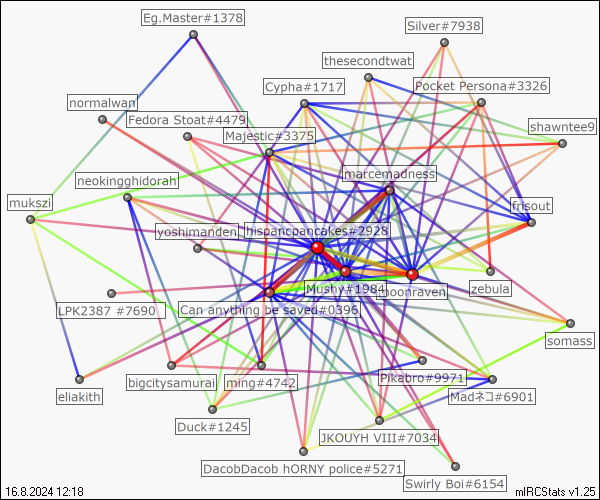 Eg.Master#1378
Silver#7938
thesecondtwat
Cypha#1717
Pocket Persona#3326
normalwan
Fedora Stoat#4479
Majestic#3375
shawntee9
marcemadness
neokingghidorah
mukszi
frisout
yoshimanden
hispancpancakes#2928
Mushy#1984
moonraven
zebula
LPK2387 #7690
Can anything be saved#0396
somass
Pikabro#9971
eliakith
bigcitysamurai
ming#4742
Madネコ#6901
Duck#1245
JKOUYH VIII#7034
DacobDacob hORNY police#5271
Swirly Boi#6154
16.8.2024 12:18
mIRCStats v1.25